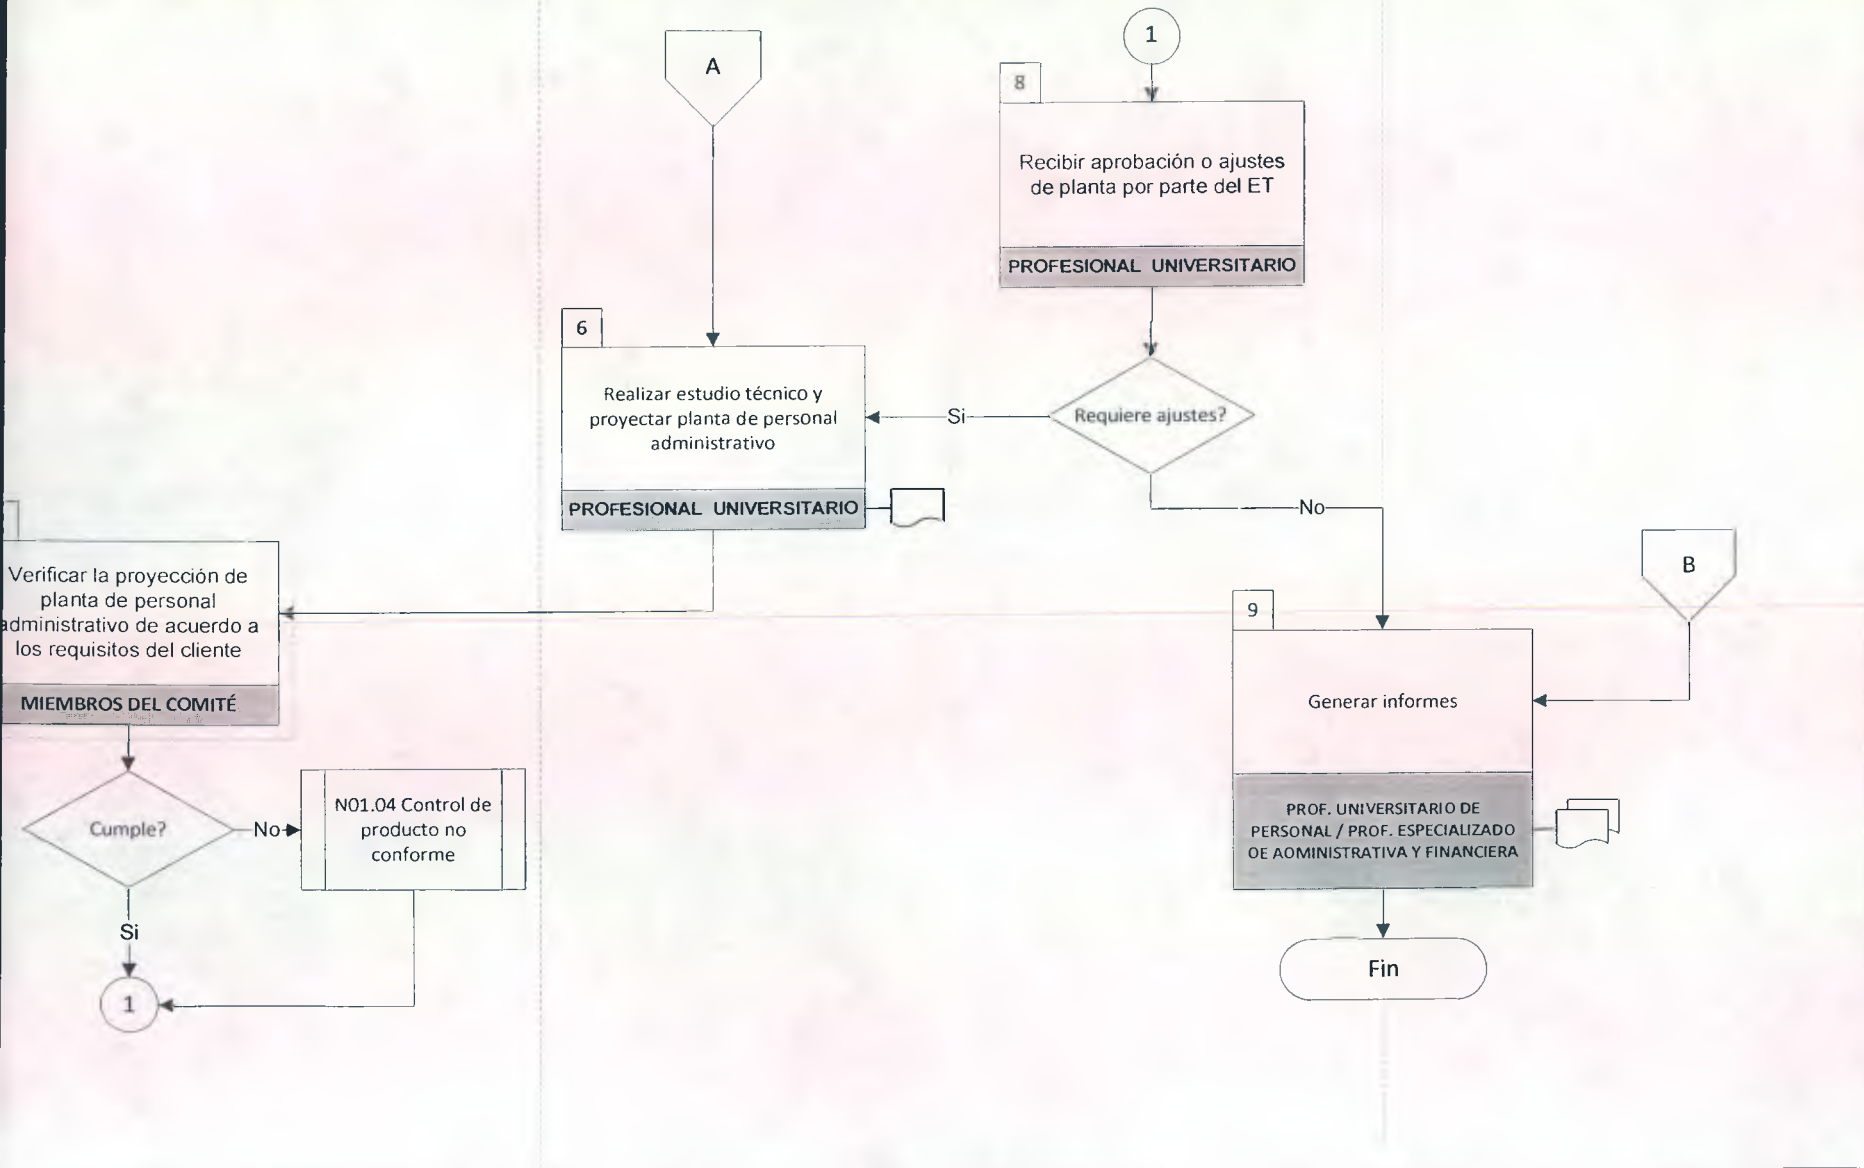 A
1
8
Recibir aprobación o ajustes
de planta por parte del ET
PROFESIONAL UNIVERSITARIO
6
Realizar estudio técnico y
proyectar planta de personal
administrativo
PROFESIONAL UNIVERSITARIO
Si
Requiere ajustes?
No
B
Verificar la proyección de
planta de personal
administrativo de acuerdo a
los requisitos del cliente
MIEMBROS DEL COMITÉ
Cumple?
No
N01.04 Control de
producto no
conforme
Si
1
9
Generar informes
PROF. UNIVERSITARIO DE
PERSONAL / PROF. ESPECIALIZADO
OE AOMINISTRATIVA Y FINANCIERA
Fin